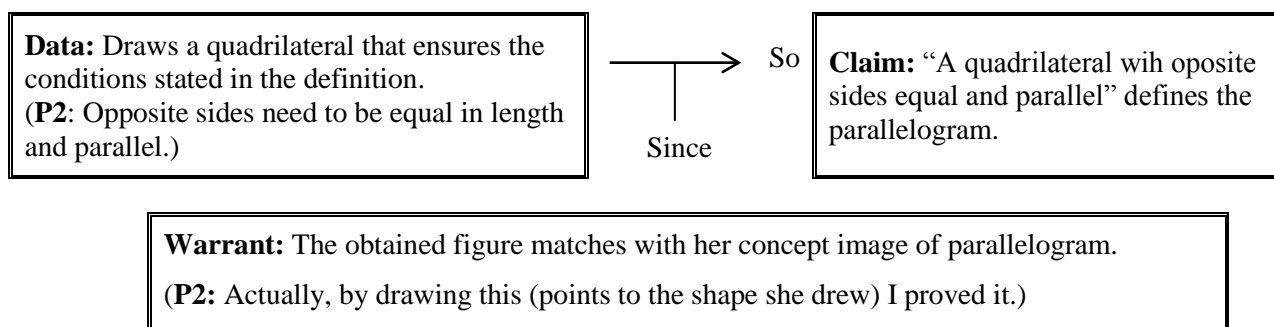 Data: Draws a quadrilateral that ensures the
conditions stated in the definition.
(P2: Opposite sides need to be equal in length
and parallel.)
So
Since
Claim: “A quadrilateral wih oposite
sides equal and parallel” defines the
parallelogram.
Warrant: The obtained figure matches with her concept image of parallelogram.
(P2: Actually, by drawing this (points to the shape she drew) I proved it.)